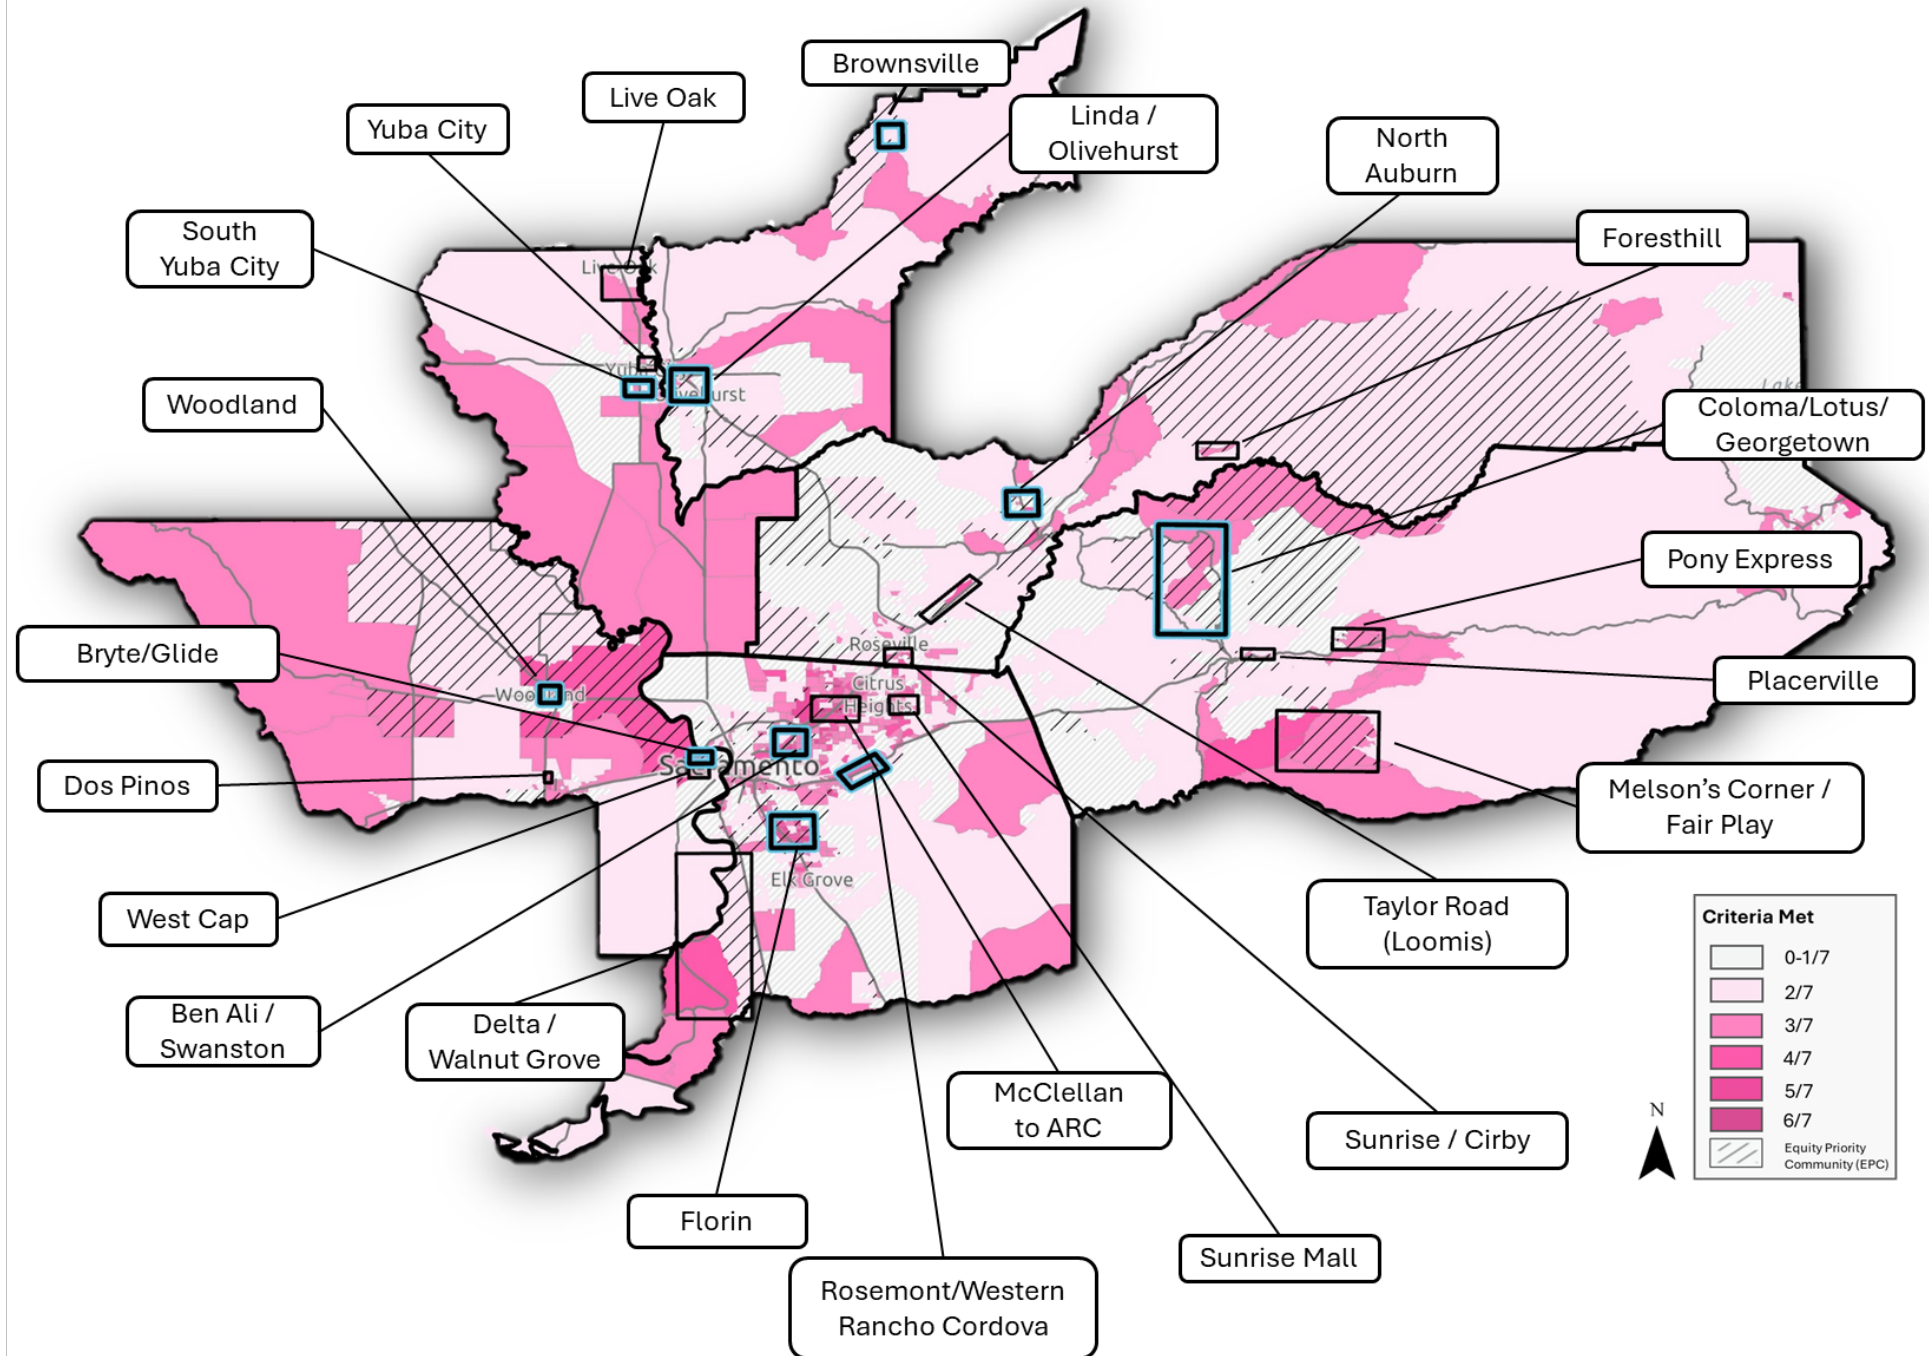 Brownsville
Live Oak
Yuba City
Linda /
Olivehurst
North
Auburn
South
Yuba City
Foresthill
Live Oak
Woodland
Lake
Coloma/Lotus/
Georgetown
Pony Express
Bryte/Glide
Roseville
Citrus
Heights
Placerville
Dos Pinos
Sacramento
Melson's Corner /
Fair Play
Elk Grove
West Cap
Taylor Road
(Loomis)
Ben Ali /
Swanston
Delta /
Walnut Grove
McClellan
to ARC
Sunrise / Cirby
Florin
Sunrise Mall
Rosemont/Western
Rancho Cordova
Criteria Met
0-1/7
2/7
3/7
4/7
5/7
6/7
Equity Priority
Community (EPC)
N